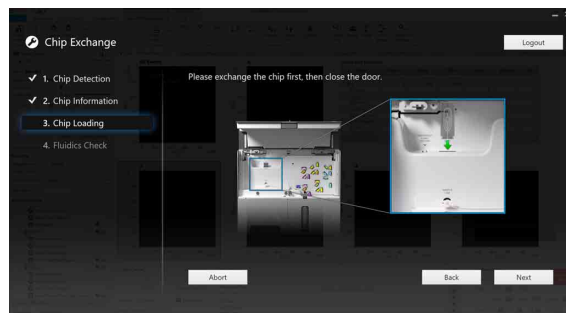 Chip Exchange
Logout
1. Chip Detection
2. Chip Information
3. Chip Loading
4. Fluidics Check
Please exchange the chip first, then close the door.
Abort
Back
Next